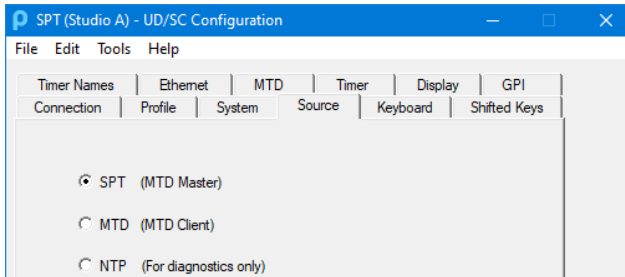 SPT (Studio A) - UD/SC Configuration
File Edit Tools Help
Timer Names Ethernet MTD Timer Display GPI
Connection Profile System Source Keyboard Shifted Keys
SPT (MTD Master)
MTD (MTD Client)
NTP (For diagnostics only)